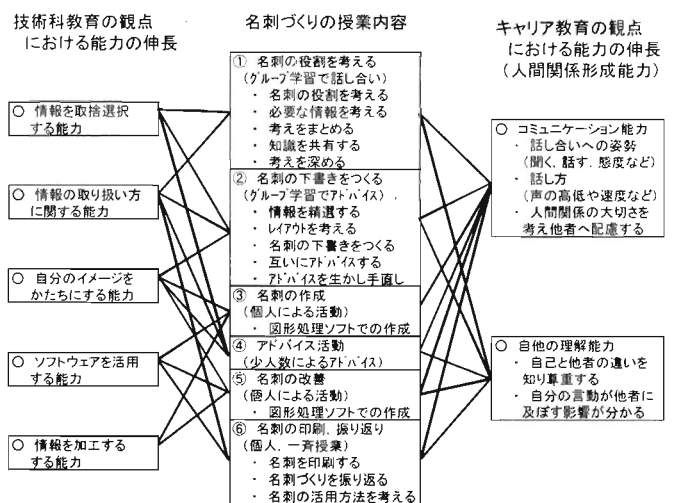 技術科教育の観点
における能力の伸長
○ 情報を取捨選択
する能力
○ 情報の取り扱い方
に関する能力
○ 自分のイメージを
かたちにする能力
○ ソフトウェアを活用
する能力
○ 情報を加工する
する能力
名刺づくりの授業内容
① 名刺の役割を考える
(グループ学習で話し合い)
・ 名刺の役割を考える
・ 必要な情報を考える
・ 考えをまとめる
・ 知識を共有する
・ 考えを深める
② 名刺の下書きをつくる
(グループ学習でアドバイス)
・ 情報を精選する
・ レイアウトを考える
・ 名刺の下書きをつくる
・ 互いにアドバイスする
・ アドバイスを生かし手直し
③ 名刺の作成
(個人による活動)
・ 図形処理ソフトでの作成
④ アドバイス活動
(少人数によるアドバイス)
⑤ 名刺の改善
(個人による活動)
・ 図形処理ソフトでの作成
⑥ 名刺の印刷、振り返り
(個人、一斉授業)
・ 名刺を印刷する
・ 名刺づくりを振り返る
・ 名刺の活用方法を考える
キャリア教育の観点
における能力の伸長
(人間関係形成能力)
○ コミュニケーション能力
・ 話し合いへの姿勢
(聞く、話す、態度など)
・ 話し方
(声の高低や速度など)
・ 人間関係の大切さを
考え他者へ配慮する
○ 自他の理解能力
・ 自己と他者の違いを
知り尊重する
・ 自分の言動が他者に
及ぼす影響が分かる